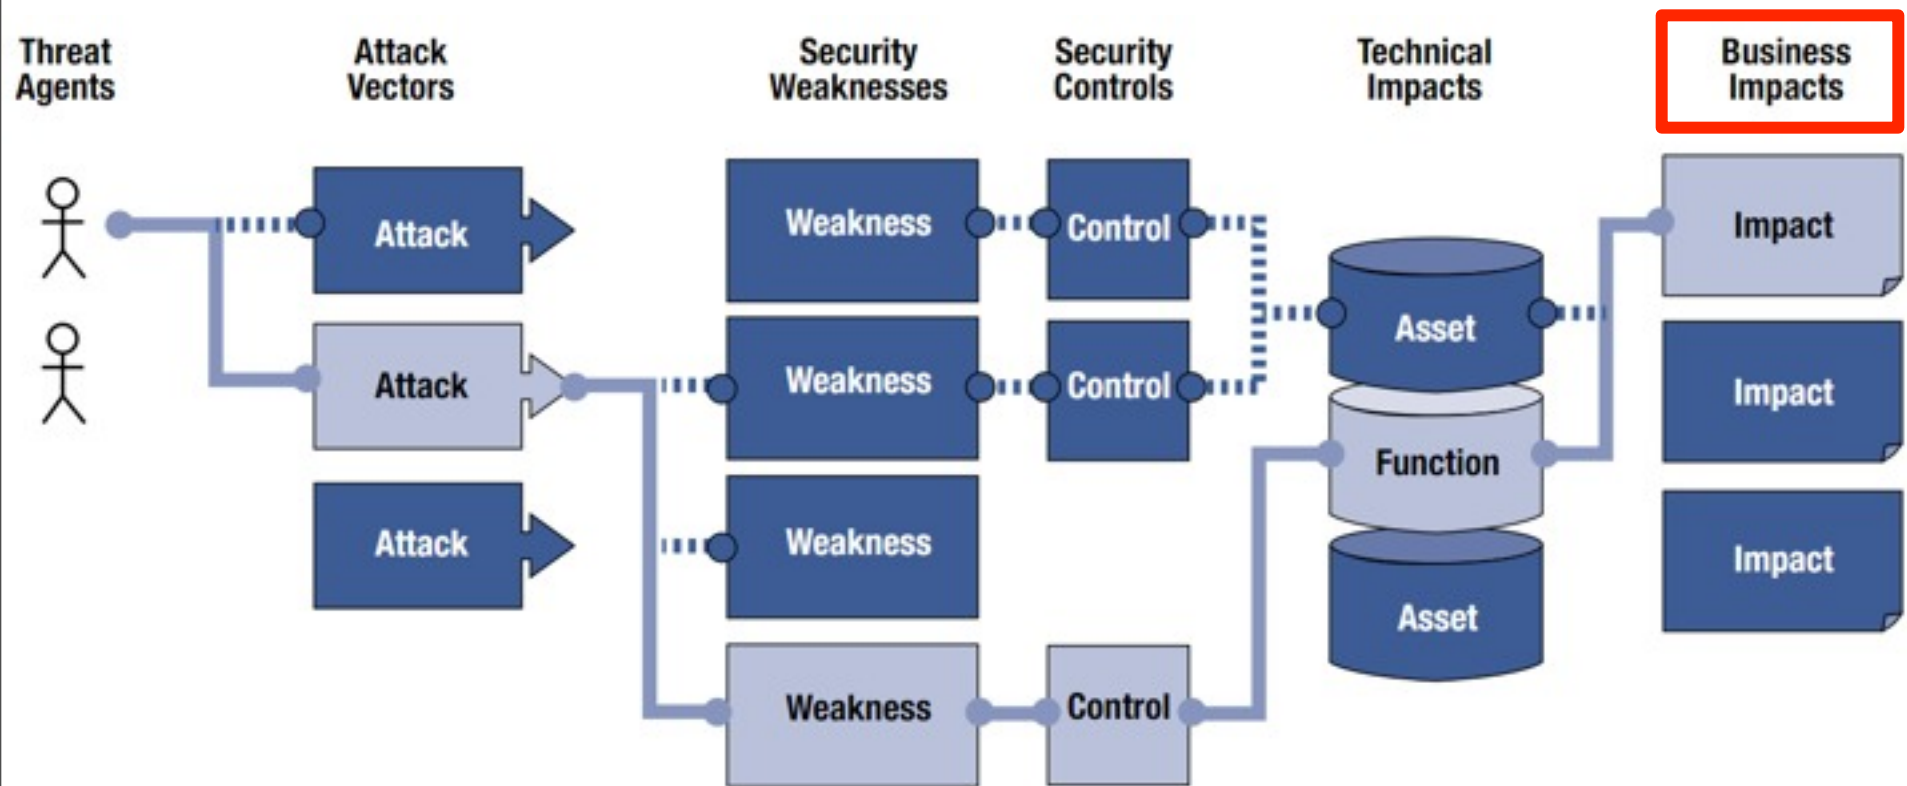 Threat
Agents
Attack
Vectors
Security
Weaknesses
Security
Controls
Technical
Impacts
Business
Impacts
Attack
Weakness
Control
Impact
Asset
Attack
Weakness
Control
Impact
Function
Attack
Weakness
Impact
Asset
Weakness
Control